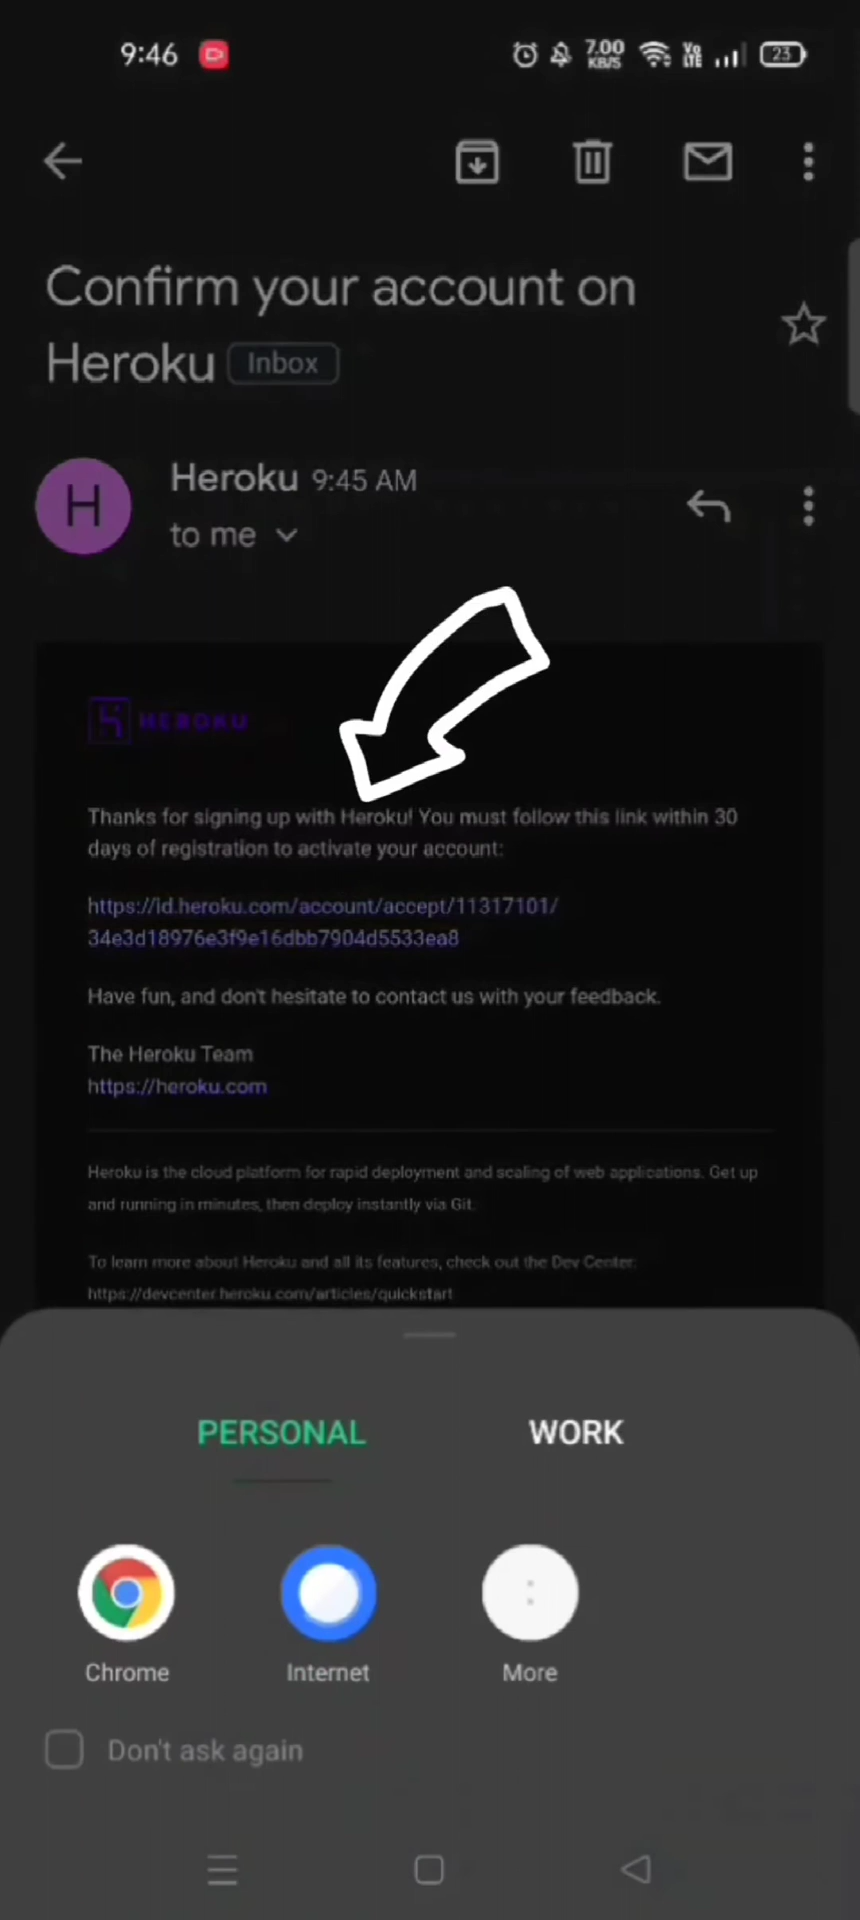 9:46
7.00
KB/S
Vo
LTE
23
Confirm your account on
Heroku Inbox
H
Heroku 9:45 AM
to me
HEROKU
Thanks for signing up with Heroku! You must follow this link within 30
days of registration to activate your account:
https://id.heroku.com/account/accept/11317101/
34e3d18976e3f9e16dbb7904d5533ea8
Have fun, and don't hesitate to contact us with your feedback.
The Heroku Team
https://heroku.com
Heroku is the cloud platform for rapid deployment and scaling of web applications. Get up
and running in minutes, then deploy instantly via Git.
To learn more about Heroku and all its features, check out the Dev Center:
https://devcenter.heroku.com/articles/quickstart
PERSONAL WORK
Chrome Internet More
Don't ask again